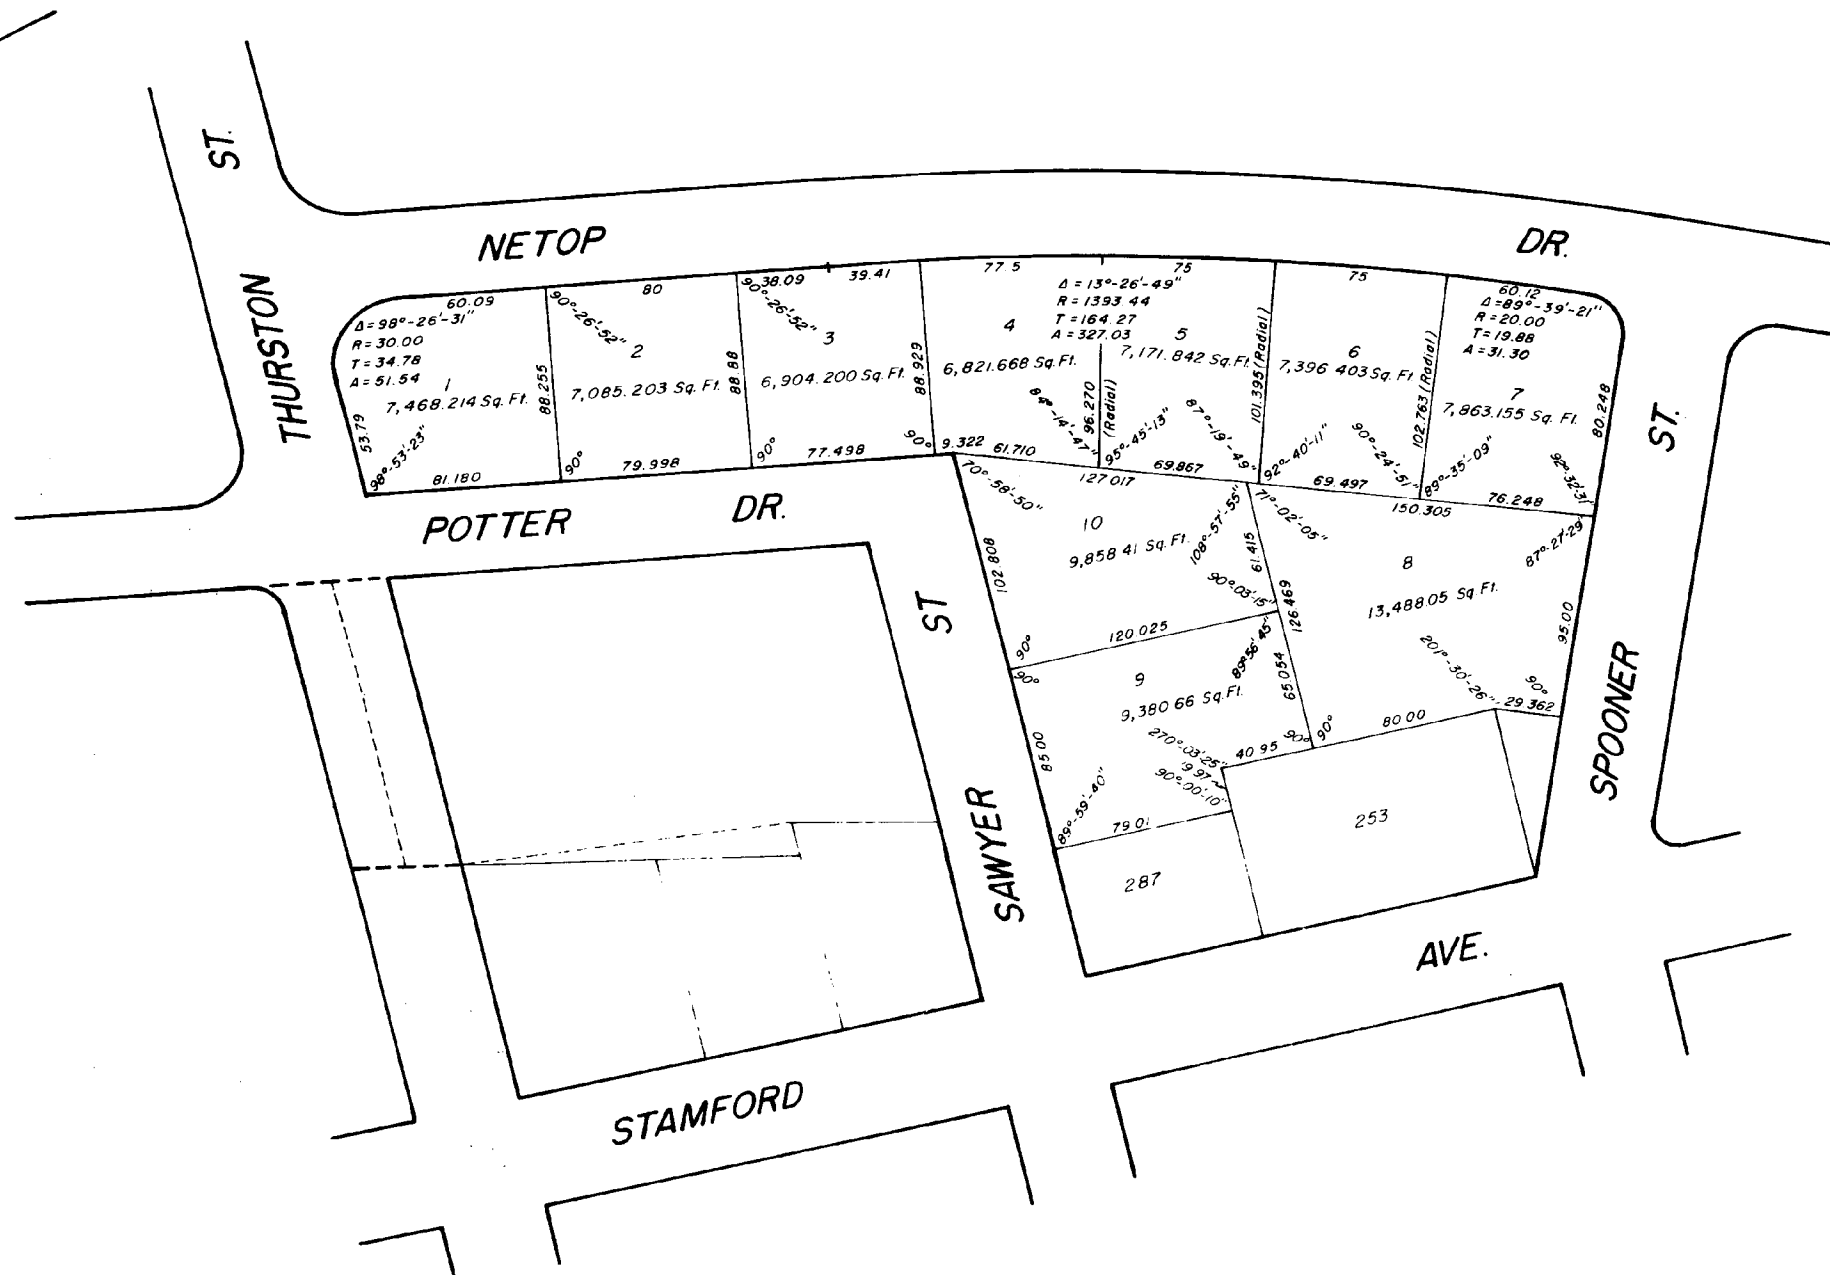 ST.
NETOP
DR.
THURSTON
60.09
80
38.09
39.41
77.5
75
75
60.12
Δ = 98°-26'-31"
R = 30.00
T = 34.78
A = 51.54
1
7,468.214 Sq. Ft.
53.79
98°-53'-23"
81.180
88.255
90°-26'-52"
2
7,085.203 Sq. Ft.
90°
79.998
88.88
90°-26'-52"
3
6,904.200 Sq. Ft.
90°
77.498
88.929
90°
4
6,821.668 Sq. Ft.
9.322
61.710
84°-14'-47"
96.270
(Radial)
Δ = 13°-26'-49"
R = 1393.44
T = 164.27
A = 327.03
5
7,171.842 Sq. Ft.
95°-45'-13"
69.867
87°-19'-49"
101.395 (Radial)
6
7,396 403 Sq. Ft.
92°-40'-11"
69.497
90°-24'-51"
102.763 (Radial)
Δ = 89°-39'-21"
R = 20.00
T = 19.88
A = 31.30
7
7,863.155 Sq. Ft.
89°-35'-09"
76.248
92°-32'-31"
80.248
ST.
POTTER
DR.
127.017
150.305
70°-58'-50"
10
9,858 41 Sq. Ft.
102.808
108°-57'-55"
61.415
90°-03'-15"
120.025
90°
71°-02'-05"
8
13,488.05 Sq. Ft.
87°-27'-29"
126.469
95.00
201°-30'-26"
90°
29.362
80 00
90°
90°
9
9,380 66 Sq. Ft.
89°56'45"
65.054
90°
40 95
270°-03'-25"
19 97
90°-00'-10"
85 00
89°-59'-40"
79 01
253
287
ST
SAWYER
SPOONER
AVE.
STAMFORD